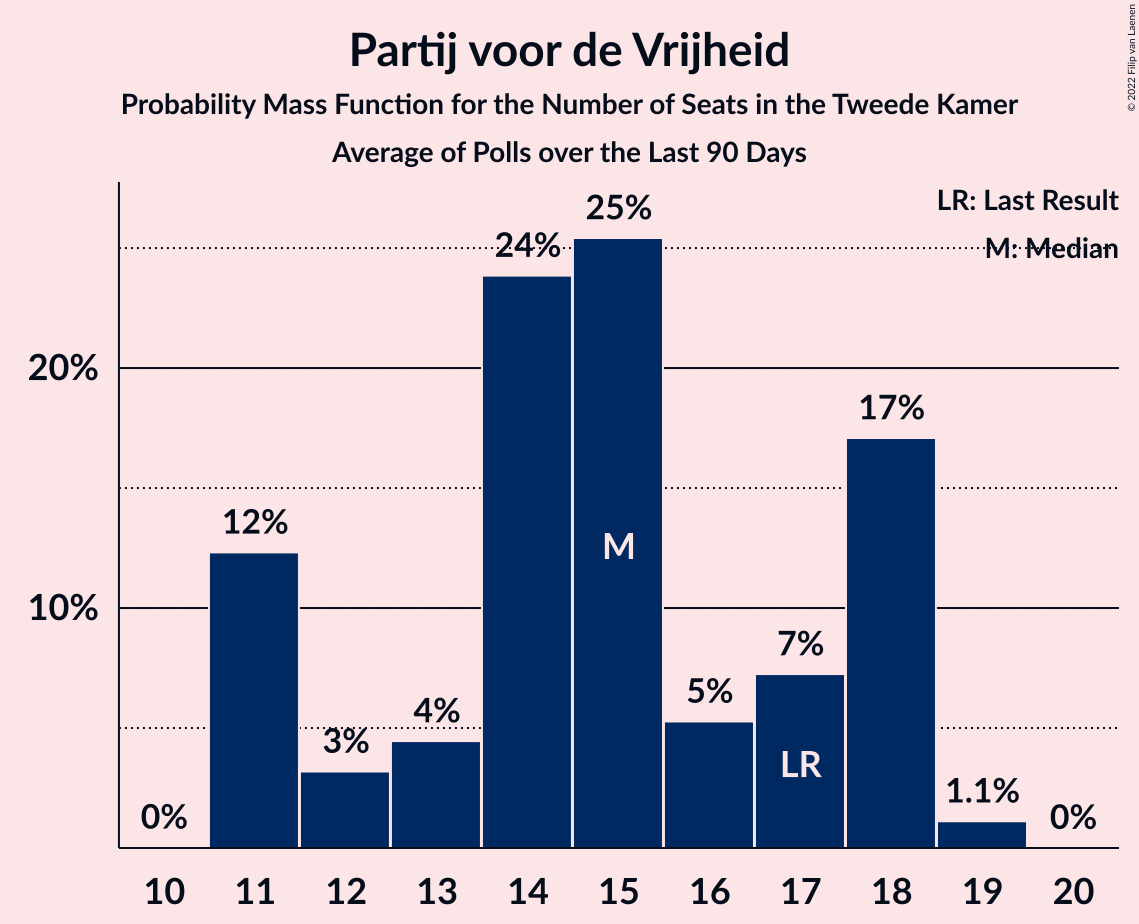 Partij voor de Vrijheid
Probability Mass Function for the Number of Seats in the Tweede Kamer
Average of Polls over the Last 90 Days
© 2022 Filip van Laenen
LR: Last Result
M: Median
20%
10%
0%
12%
3%
4%
24%
25%
5%
7%
17%
1.1%
0%
M
LR
10 11 12 13 14 15 16 17 18 19 20